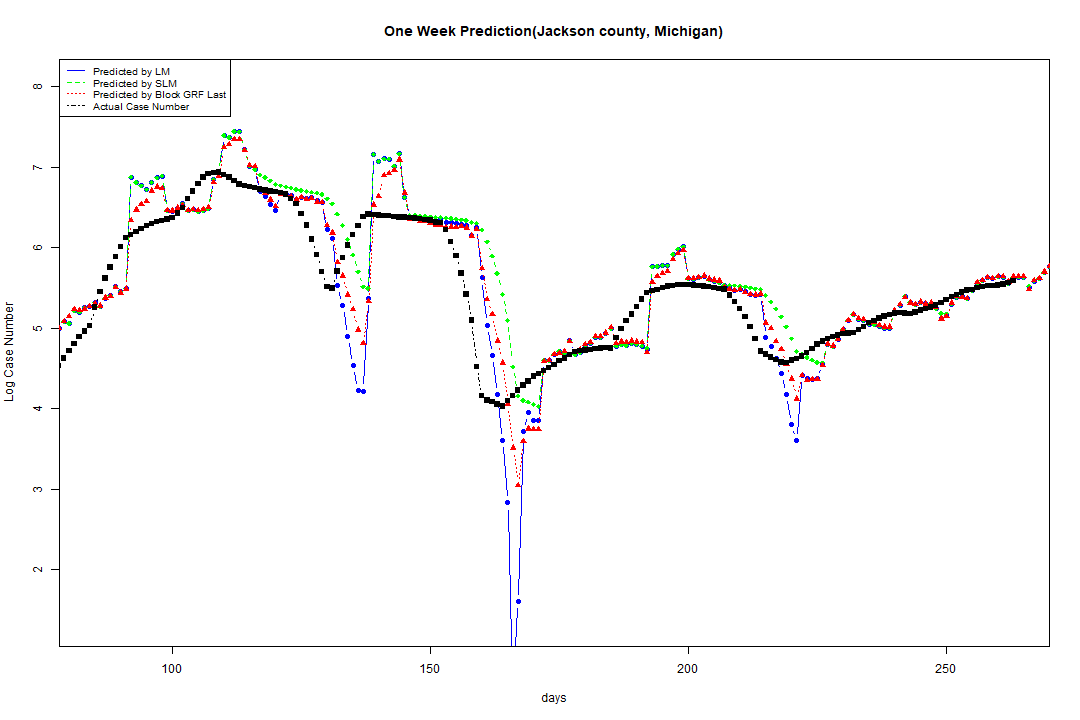 One Week Prediction(Jackson county, Michigan)
Predicted by LM
Predicted by SLM
Predicted by Block GRF Last
Actual Case Number
8
7
6
5
4
3
2
Log Case Number
100 150 200 250
days